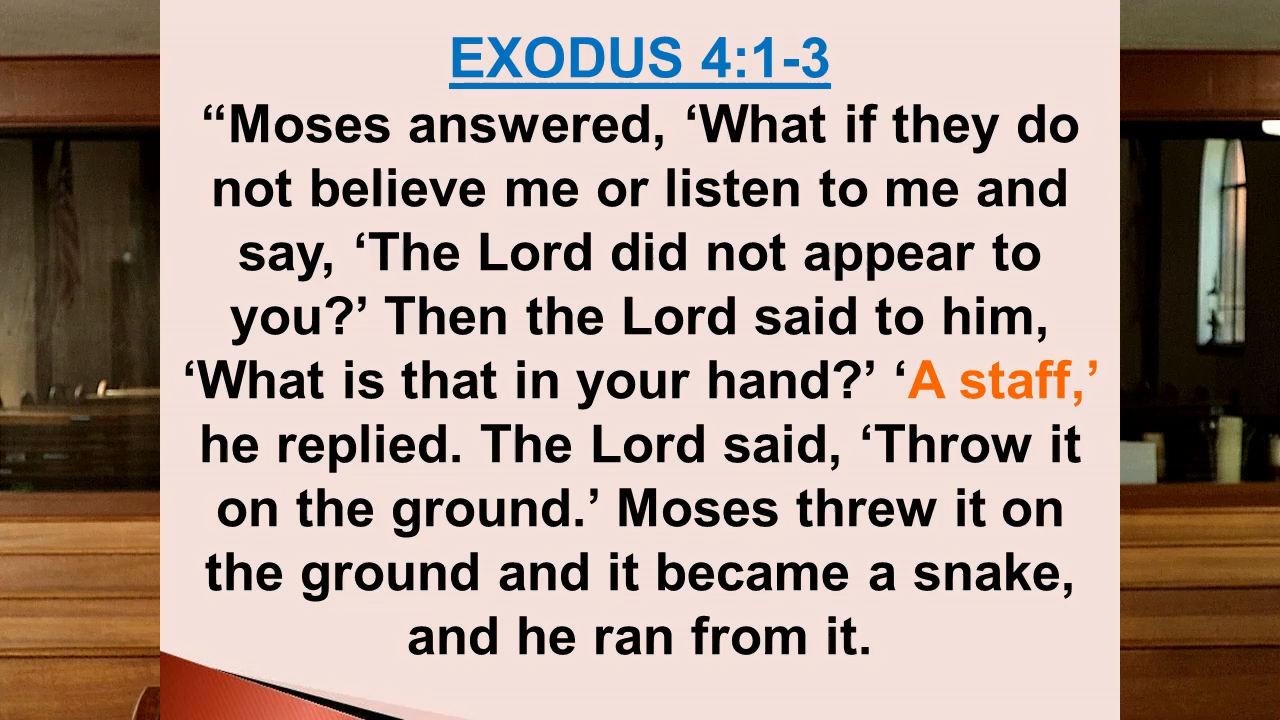 EXODUS 4:1-3
“Moses answered, ‘What if they do
not believe me or listen to me and
say, ‘The Lord did not appear to
you?’ Then the Lord said to him,
‘What is that in your hand?’ ‘A staff,’
he replied. The Lord said, ‘Throw it
on the ground.’ Moses threw it on
the ground and it became a snake,
and he ran from it.